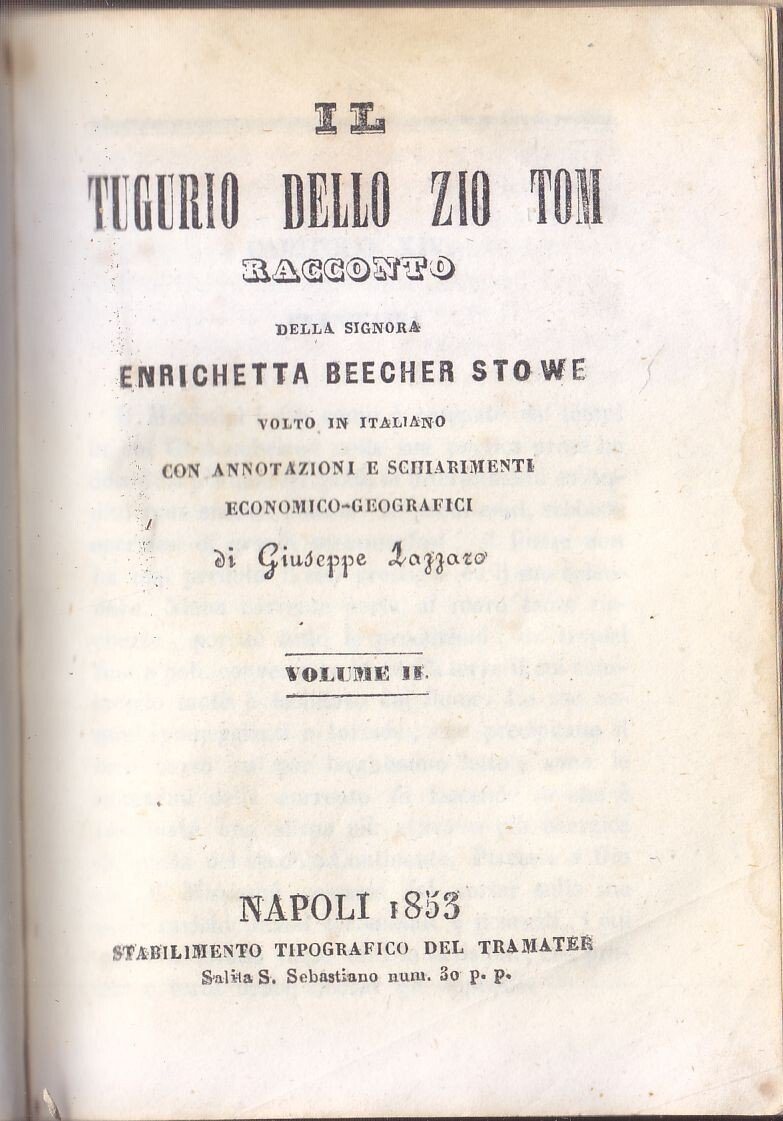 IL
TUGURIO DELLO ZIO TOM
RACCONTO
DELLA SIGNORA
ENRICHETTA BEECHER STOWE
VOLTO IN ITALIANO
CON ANNOTAZIONI E SCHIARIMENTI
ECONOMICO-GEOGRAFICI
di Giuseppe Lazzaro
VOLUME II.
NAPOLI 1853
STABILIMENTO TIPOGRAFICO DEL TRAMATER
Salita S. Sebastiano num. 30 p. p.